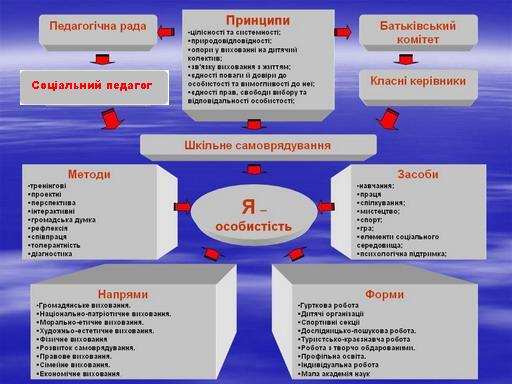 Педагогічна рада
Принципи
•цілісності та системності;
•природовідповідності;
•опори у вихованні на дитячий
колектив;
•зв'язку виховання з життям;
•єдності поваги й довіри до
особистості та вимогливості до неї;
•єдності прав, свободи вибору та
відповідальності особистості;
Батьківський
комітет
Соціальний педагог
Класні керівники
Шкільне самоврядування
Методи
•тренінгові
•проектні
•перспектива
•інтерактивні
•громадська думка
•рефлексія
•співпраця
•толерантність
•діагностика
Я –
особистість
Засоби
•навчання;
•праця
•спілкування;
•мистецтво;
•спорт;
•гра;
•елементи соціального
середовища;
•психологічна підтримка;
Напрями
•Громадянське виховання.
•Національно-патріотичне виховання.
•Морально-етичне виховання.
•Художньо-естетичне виховання.
•Фізичне виховання
•Розвиток самоврядування.
•Правове виховання.
•Сімейне виховання.
•Економічне виховання.
Форми
•Гурткова робота
•Дитячі організації
•Спортивні секції
•Дослідницько-пошукова робота.
•Туристсько-краєзнавча робота
•Робота з творчо обдарованими.
•Профільна освіта.
•Індивідуальна робота
•Мала академія наук